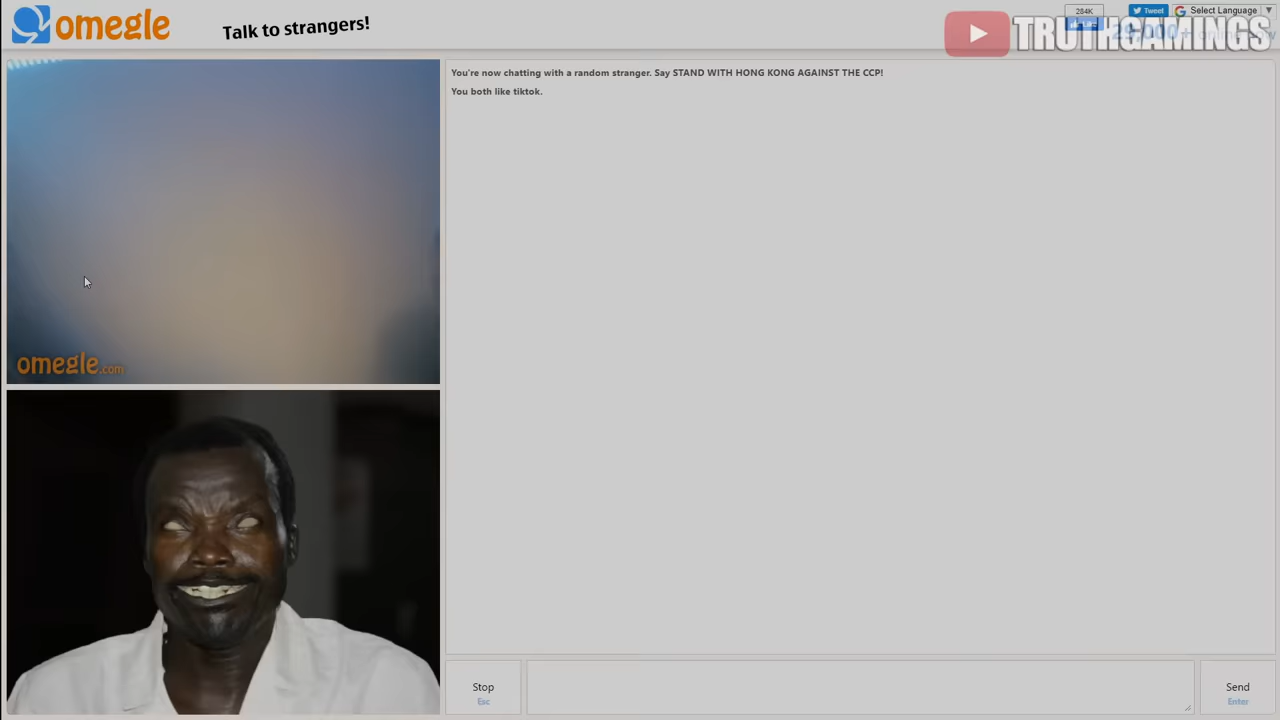 omegle
Talk to strangers!
284K
Tweet
Select Language
TRUTHGAMINGS
You're now chatting with a random stranger. Say STAND WITH HONG KONG AGAINST THE CCP!
You both like tiktok.
omegle.com
Stop
Esc
Send
Enter